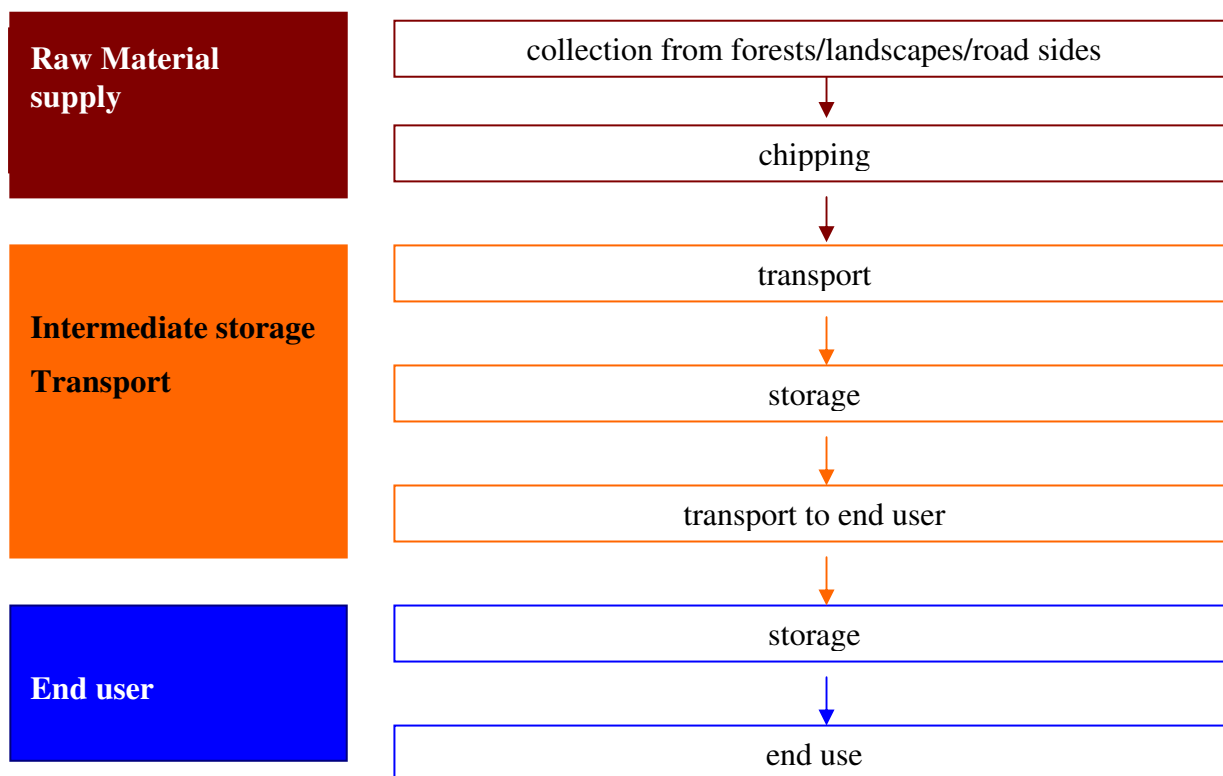 Raw Material
supply
collection from forests/landscapes/road sides
chipping
Intermediate storage
Transport
transport
storage
transport to end user
End user
storage
end use